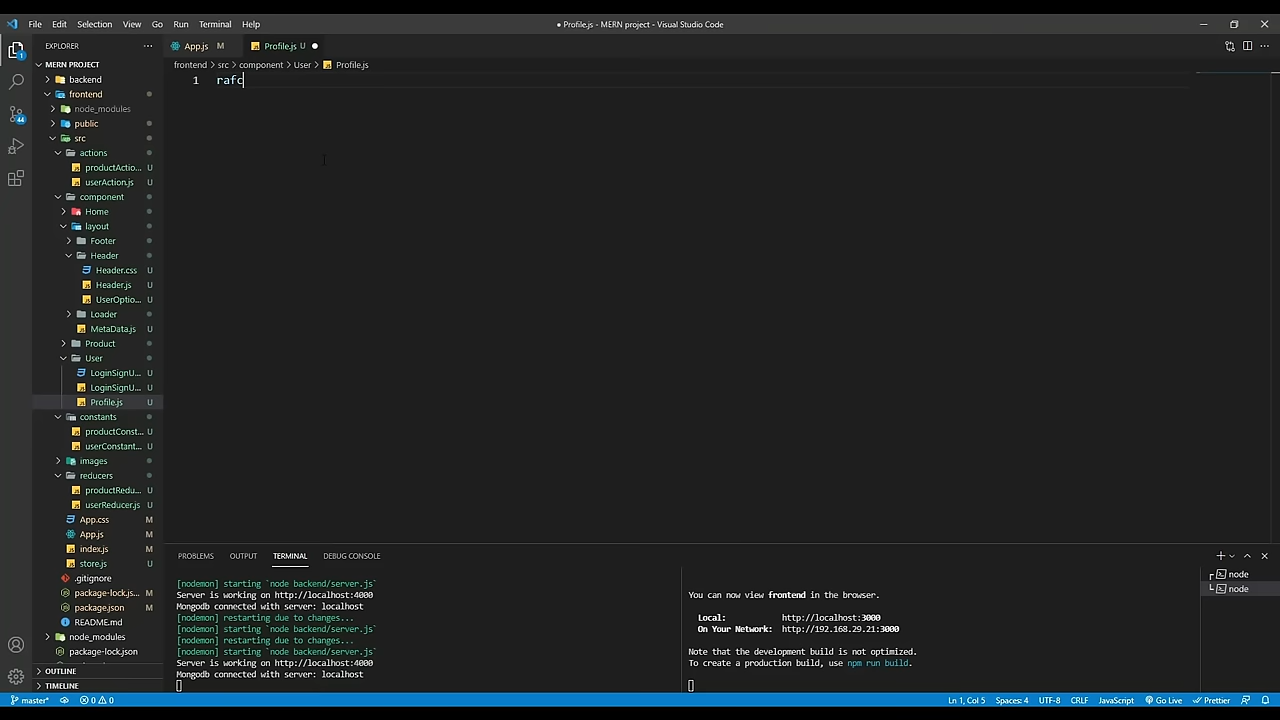 File Edit Selection View Go Run Terminal Help
● Profile.js - MERN project - Visual Studio Code
EXPLORER
MERN PROJECT
backend
frontend
node_modules
public
src
actions
productActio... U
userAction.js U
component
Home
layout
Footer
Header
Header.css U
Header.js U
UserOptio... U
Loader
MetaData.js U
Product
User
LoginSignU... U
LoginSignU... U
Profile.js U
constants
productConst... U
userConstant... U
images
reducers
productRedu... U
userReducer.js U
App.css M
App.js M
index.js M
store.js U
.gitignore
package-lock.js... M
package.json M
README.md
node_modules
package-lock.json
OUTLINE
TIMELINE
1
44
App.js M
Profile.js U
frontend > src > component > User > Profile.js
1 rafc
PROBLEMS OUTPUT TERMINAL DEBUG CONSOLE
[nodemon] starting `node backend/server.js`
Server is working on http://localhost:4000
Mongodb connected with server: localhost
[nodemon] restarting due to changes...
[nodemon] starting `node backend/server.js`
[nodemon] restarting due to changes...
[nodemon] starting `node backend/server.js`
Server is working on http://localhost:4000
Mongodb connected with server: localhost
You can now view frontend in the browser.
Local: http://localhost:3000
On Your Network: http://192.168.29.21:3000
Note that the development build is not optimized.
To create a production build, use npm run build.
node
node
master* 0 0
Ln 1, Col 5 Spaces: 4 UTF-8 CRLF JavaScript Go Live Prettier